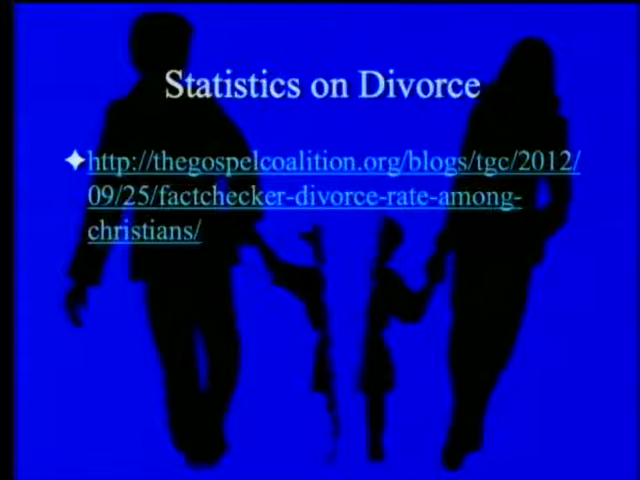 Statistics on Divorce
http://thegospelcoalition.org/blogs/tgc/2012/
09/25/factchecker-divorce-rate-among-
christians/